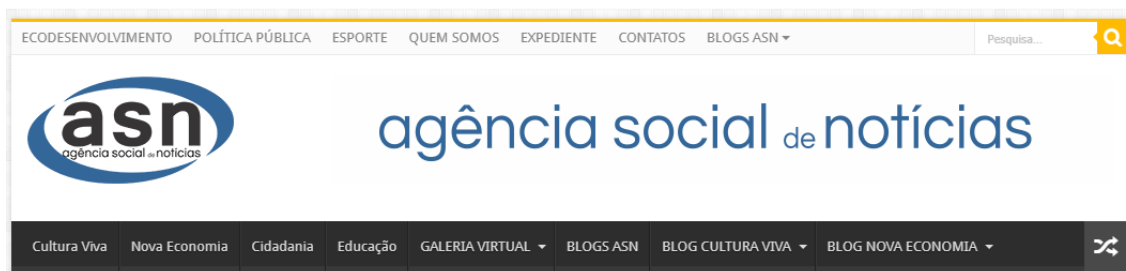 ECODESENVOLVIMENTO POLÍTICA PÚBLICA ESPORTE QUEM SOMOS EXPEDIENTE CONTATOS BLOGS ASN Pesquisa...
asn
agência social de notícias
agência social de notícias
Cultura Viva Nova Economia Cidadania Educação GALERIA VIRTUAL BLOGS ASN BLOG CULTURA VIVA BLOG NOVA ECONOMIA